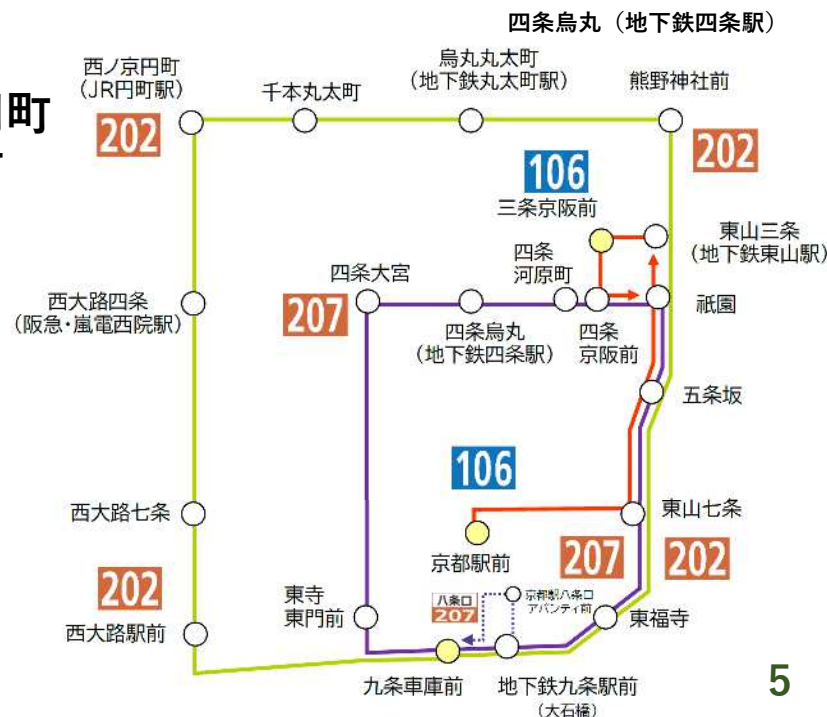 四条烏丸（地下鉄四条駅）
町
西ノ京円町
（JR円町駅）
千本丸太町
烏丸丸太町
（地下鉄丸太町駅）
熊野神社前
202
202
106
三条京阪前
東山三条
（地下鉄東山駅）
四条
河原町
四条大宮
207
西大路四条
（阪急・嵐電西院駅）
四条烏丸
（地下鉄四条駅）
四条
京阪前
祇園
五条坂
106
西大路七条
東山七条
京都駅前
207
202
202
東寺
東門前
八条口
207
京都駅八条口
アバンティ前
東福寺
西大路駅前
九条車庫前
地下鉄九条駅前
（大石橋）
5